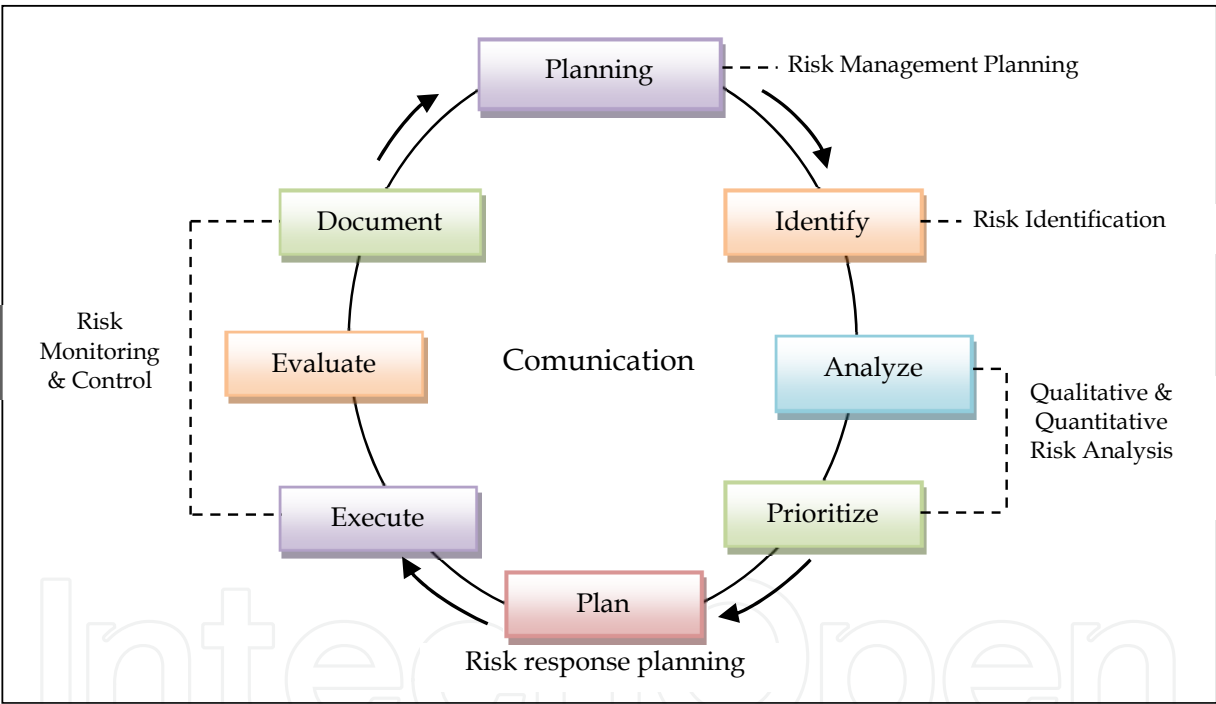 Planning
Risk Management Planning
Document
Identify
Risk Identification
Risk
Monitoring
& Control
Evaluate
Comunication
Analyze
Qualitative &
Quantitative
Risk Analysis
Execute
Prioritize
Plan
Risk response planning
IntechOpen